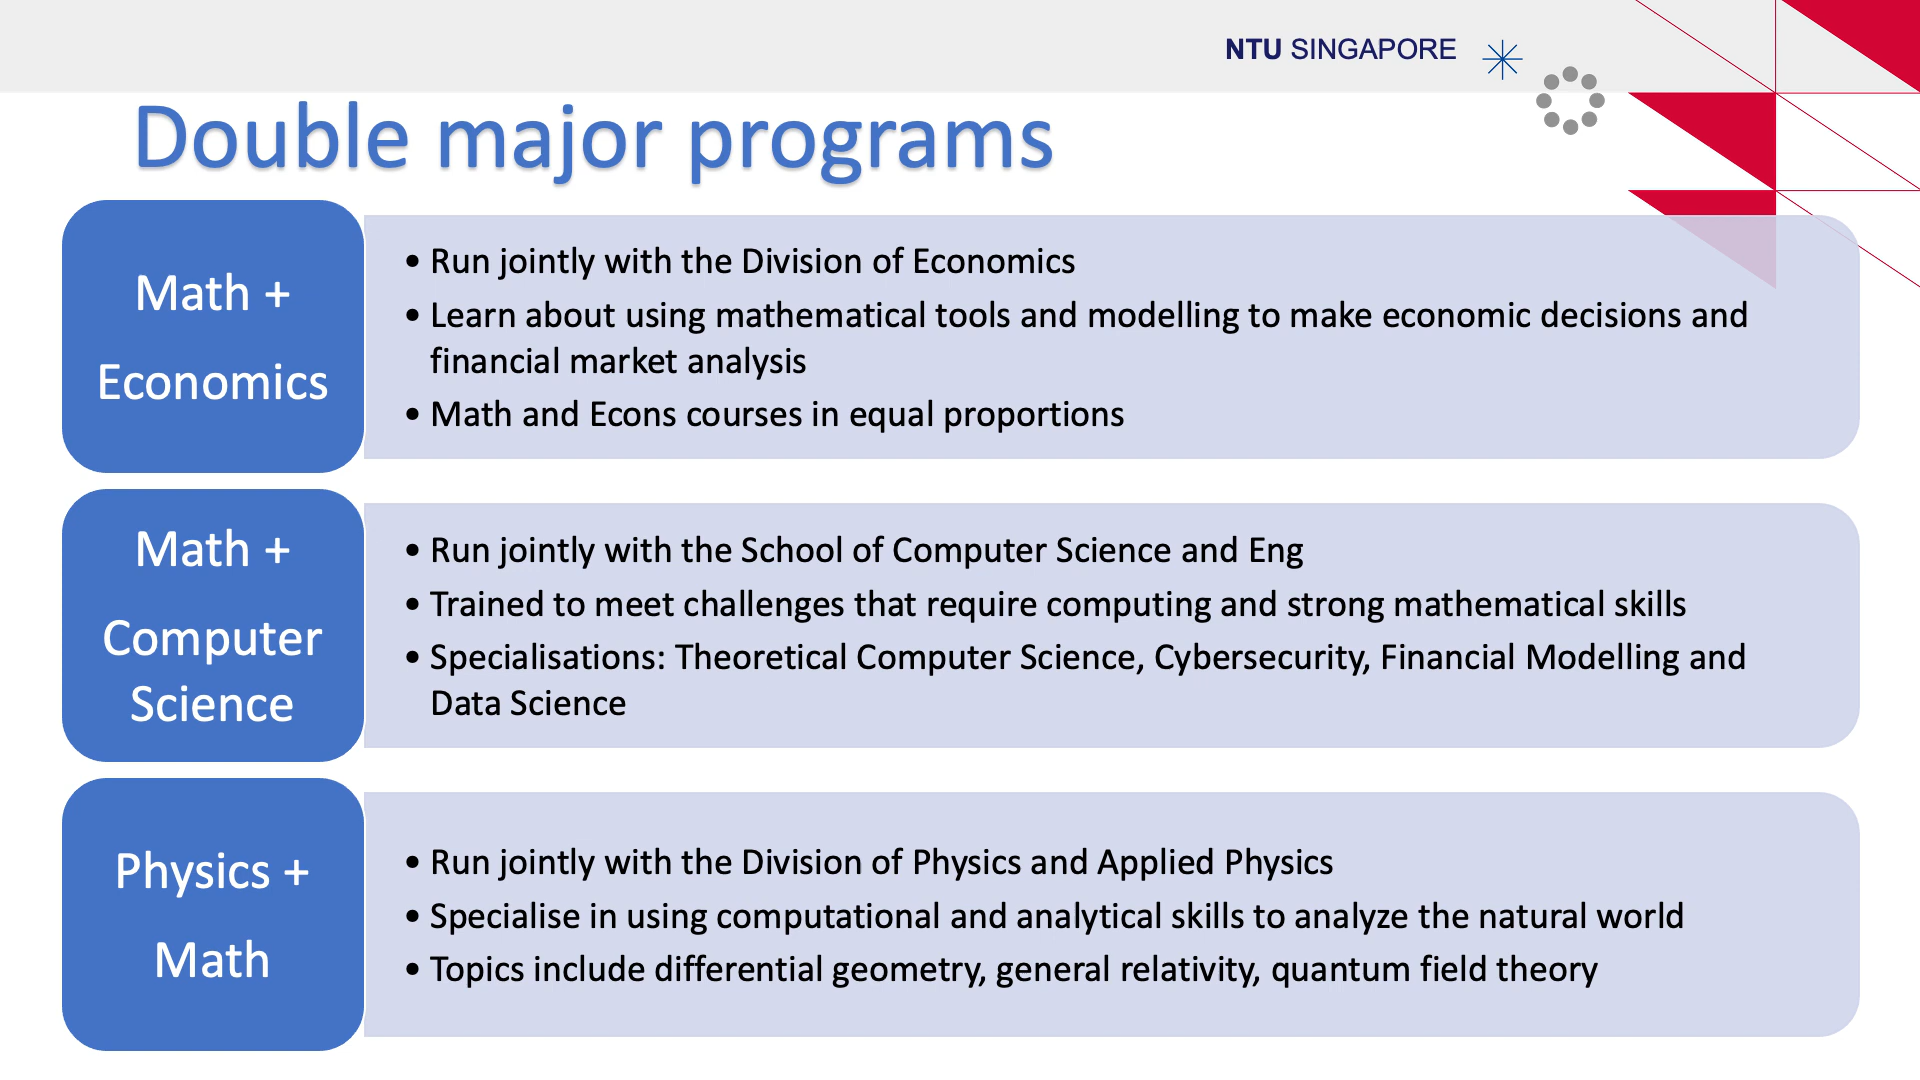 NTU SINGAPORE
Double major programs
Math +
Economics
• Run jointly with the Division of Economics
• Learn about using mathematical tools and modelling to make economic decisions and
financial market analysis
• Math and Econs courses in equal proportions
Math +
Computer
Science
• Run jointly with the School of Computer Science and Eng
• Trained to meet challenges that require computing and strong mathematical skills
• Specialisations: Theoretical Computer Science, Cybersecurity, Financial Modelling and
Data Science
Physics +
Math
• Run jointly with the Division of Physics and Applied Physics
• Specialise in using computational and analytical skills to analyze the natural world
• Topics include differential geometry, general relativity, quantum field theory